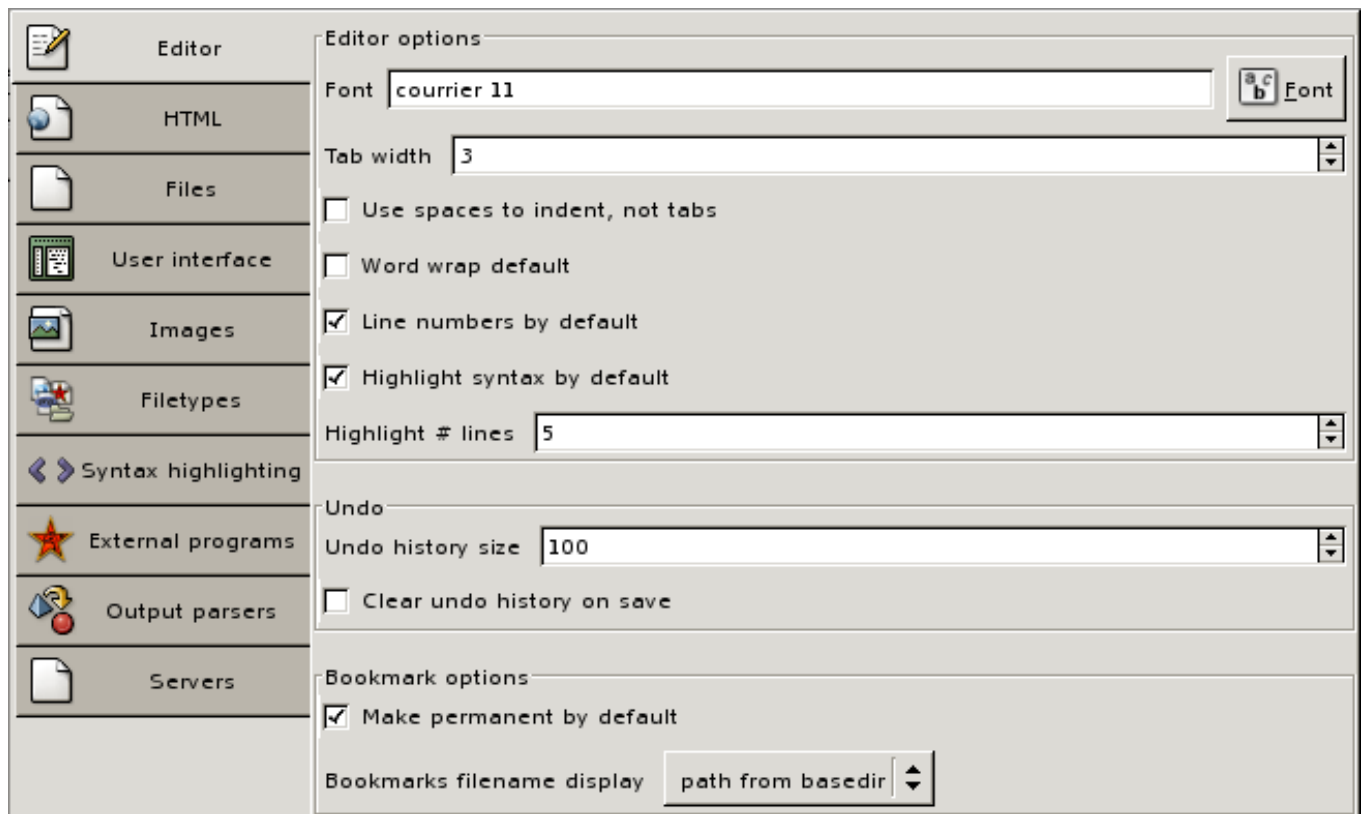 Editor
HTML
Files
User interface
Images
Filetypes
Syntax highlighting
External programs
Output parsers
Servers
Editor options
Font courrier 11 Font
Tab width 3
Use spaces to indent, not tabs
Word wrap default
Line numbers by default
Highlight syntax by default
Highlight # lines 5
Undo
Undo history size 100
Clear undo history on save
Bookmark options
Make permanent by default
Bookmarks filename display path from basedir